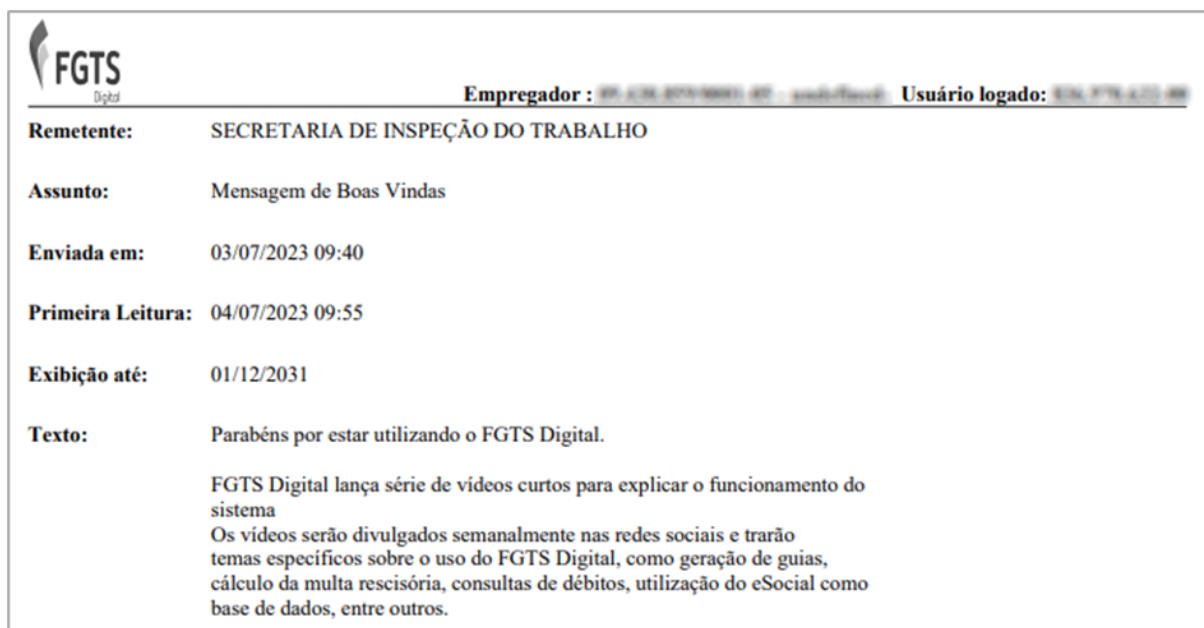 FGTS
Digital
Empregador : Usuário logado:
Remetente: SECRETARIA DE INSPEÇÃO DO TRABALHO
Assunto: Mensagem de Boas Vindas
Enviada em: 03/07/2023 09:40
Primeira Leitura: 04/07/2023 09:55
Exibição até: 01/12/2031
Texto: Parabéns por estar utilizando o FGTS Digital.
FGTS Digital lança série de vídeos curtos para explicar o funcionamento do
sistema
Os vídeos serão divulgados semanalmente nas redes sociais e trarão
temas específicos sobre o uso do FGTS Digital, como geração de guias,
cálculo da multa rescisória, consultas de débitos, utilização do eSocial como
base de dados, entre outros.